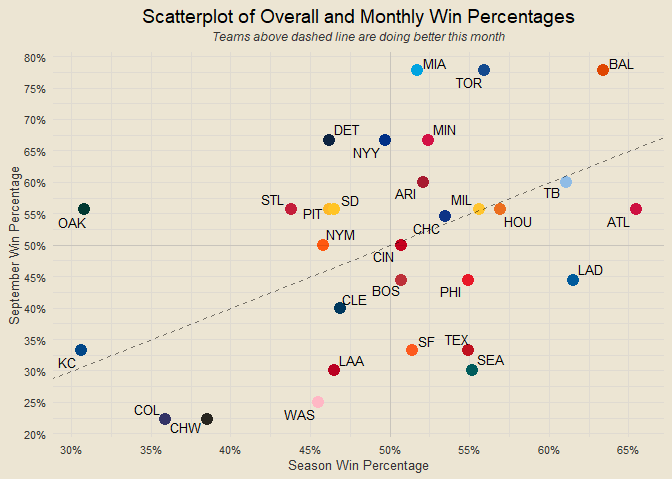 Scatterplot of Overall and Monthly Win Percentages
Teams above dashed line are doing better this month
September Win Percentage
80%
75%
70%
65%
60%
55%
50%
45%
40%
35%
30%
25%
20%
MIA
TOR
BAL
DET
NYY
MIN
ARI
TB
STL
PIT
SD
MIL
OAK
CHC
HOU
ATL
NYM
CIN
BOS
PHI
LAD
CLE
KC
SF
TEX
LAA
SEA
WAS
COL
CHW
30%
35%
40%
45%
50%
55%
60%
65%
Season Win Percentage